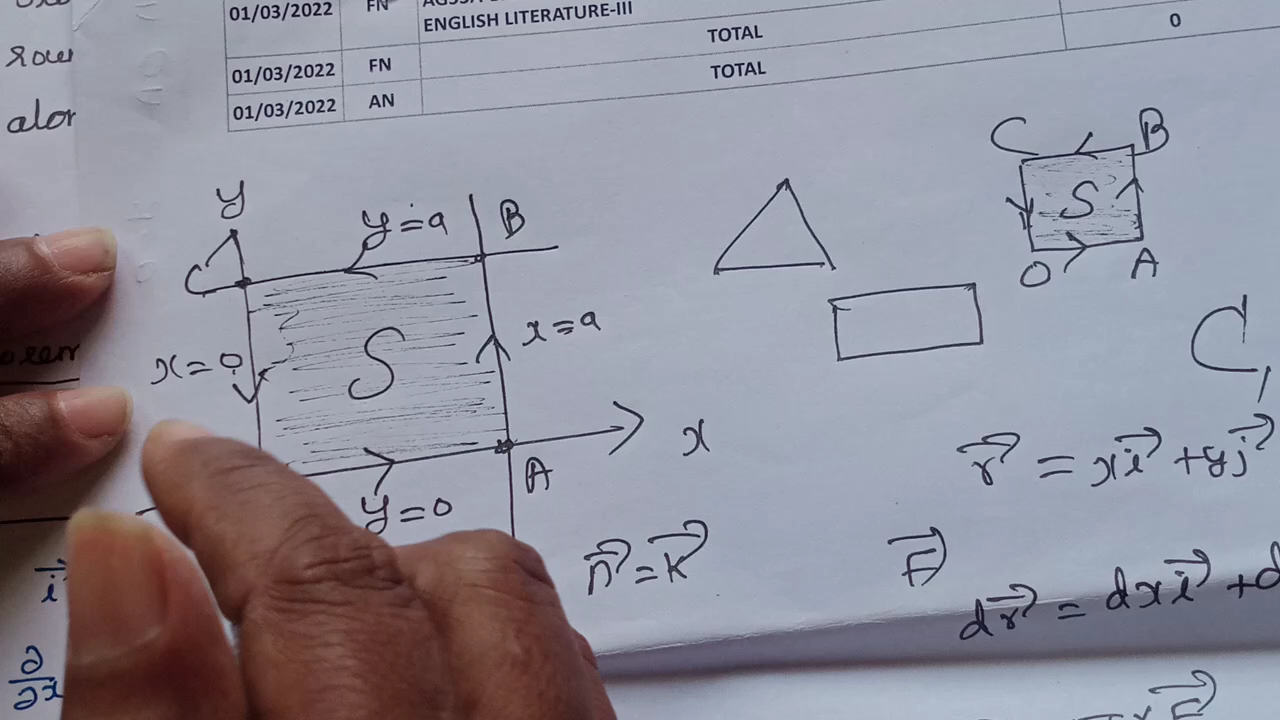 01/03/2022 FN
ENGLISH LITERATURE-III
TOTAL 0
01/03/2022 FN TOTAL
01/03/2022 AN
y
y=a
B
C
x=0
S
x=a
x
A
y=0
C B
S
O A
C
r⃗ = xi⃗ + yj⃗
n⃗ = K⃗
F⃗
dr⃗ = dxi⃗ +
i⃗
∂
∂x